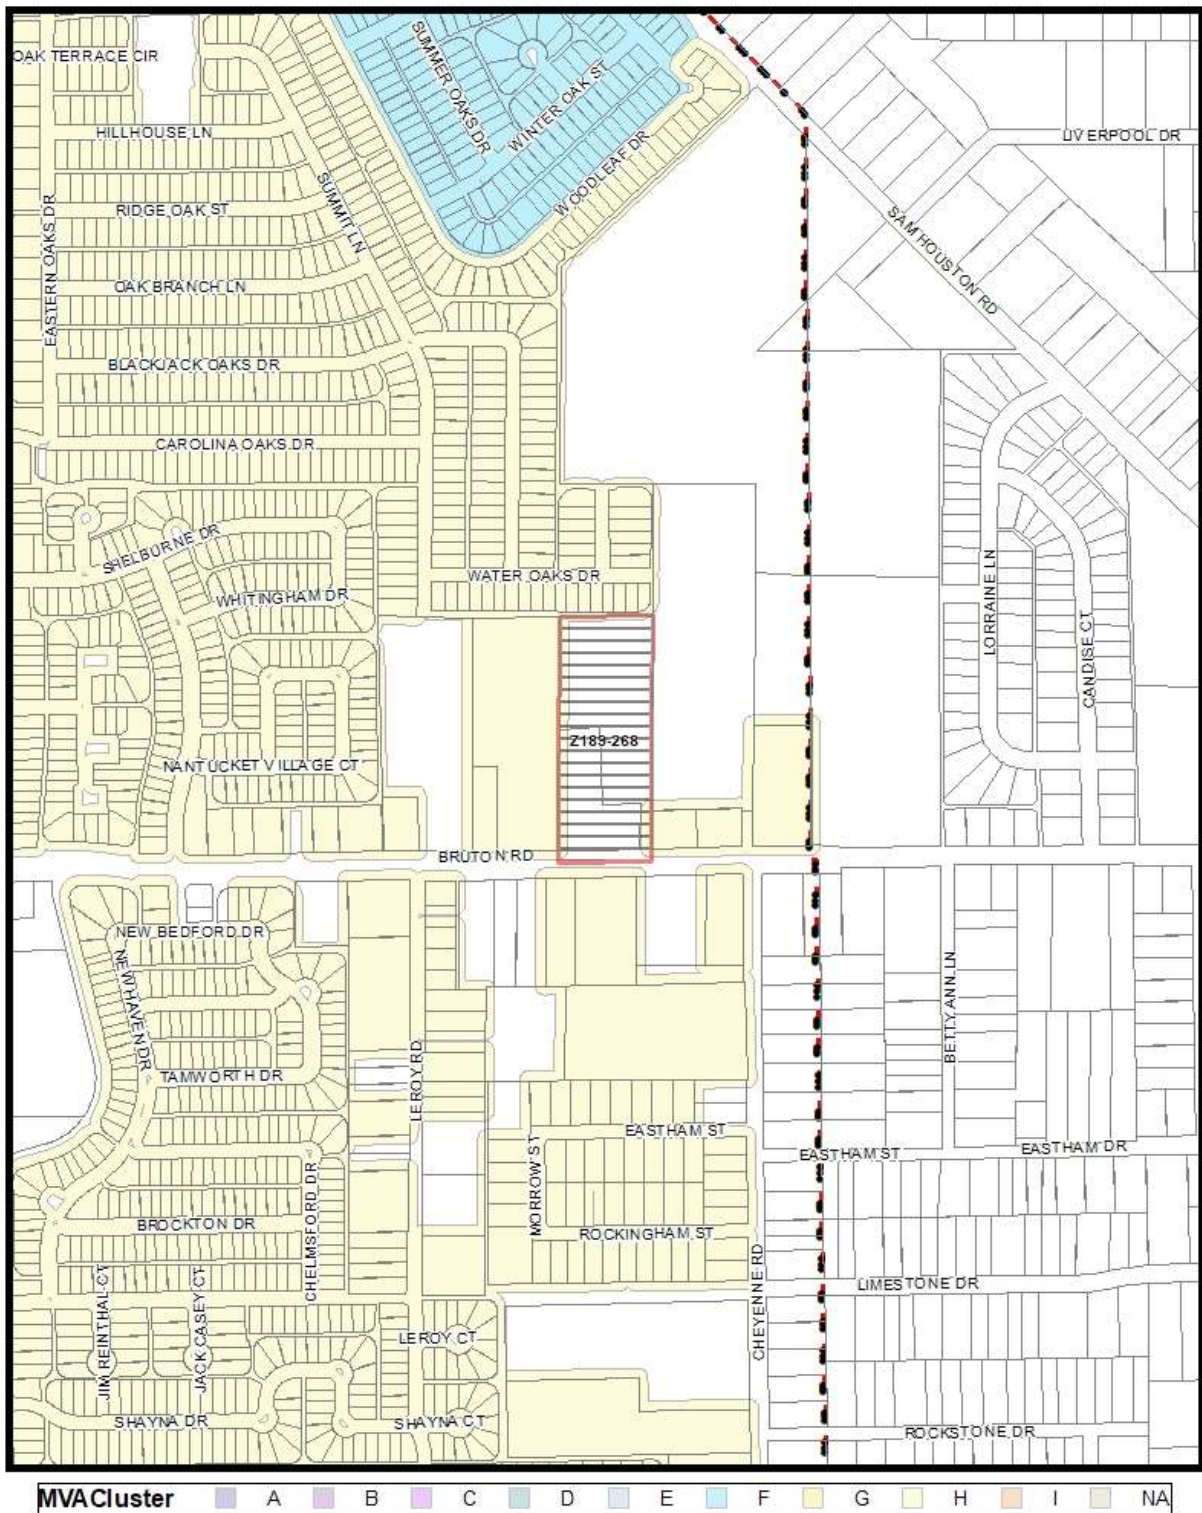 OAK TERRACE CIR
SUMMER OAKS DR
WINTER OAK ST
HILLHOUSE LN
LIVERPOOL DR
SUMMIT LN
WOODLEAF DR
RIDGE OAK ST
EASTERN OAKS DR
SAM HOUSTON RD
OAK BRANCH LN
BLACKJACK OAKS DR
CAROLINA OAKS DR
SHELBURNE DR
WATER OAKS DR
WHITINGHAM DR
LORRAINE LN
CANDISE CT
Z189-268
NANTUCKET VILLAGE CT
BRUTON RD
NEW BEDFORD DR
NEW HAVEN DR
BETTY ANN LN
LEROY RD
TAMWORTH DR
EASTHAM ST
EASTHAM ST
EASTHAM DR
MORROW ST
CHELMSFORD DR
BROCKTON DR
ROCKINGHAM ST
CHEYENNE RD
LIMESTONE DR
JIM REINTHAL CT
JACK CASEY CT
LEROY CT
SHAYNA DR
SHAYNA CT
ROCKSTONE DR
MVACluster A B C D E F G H I NA